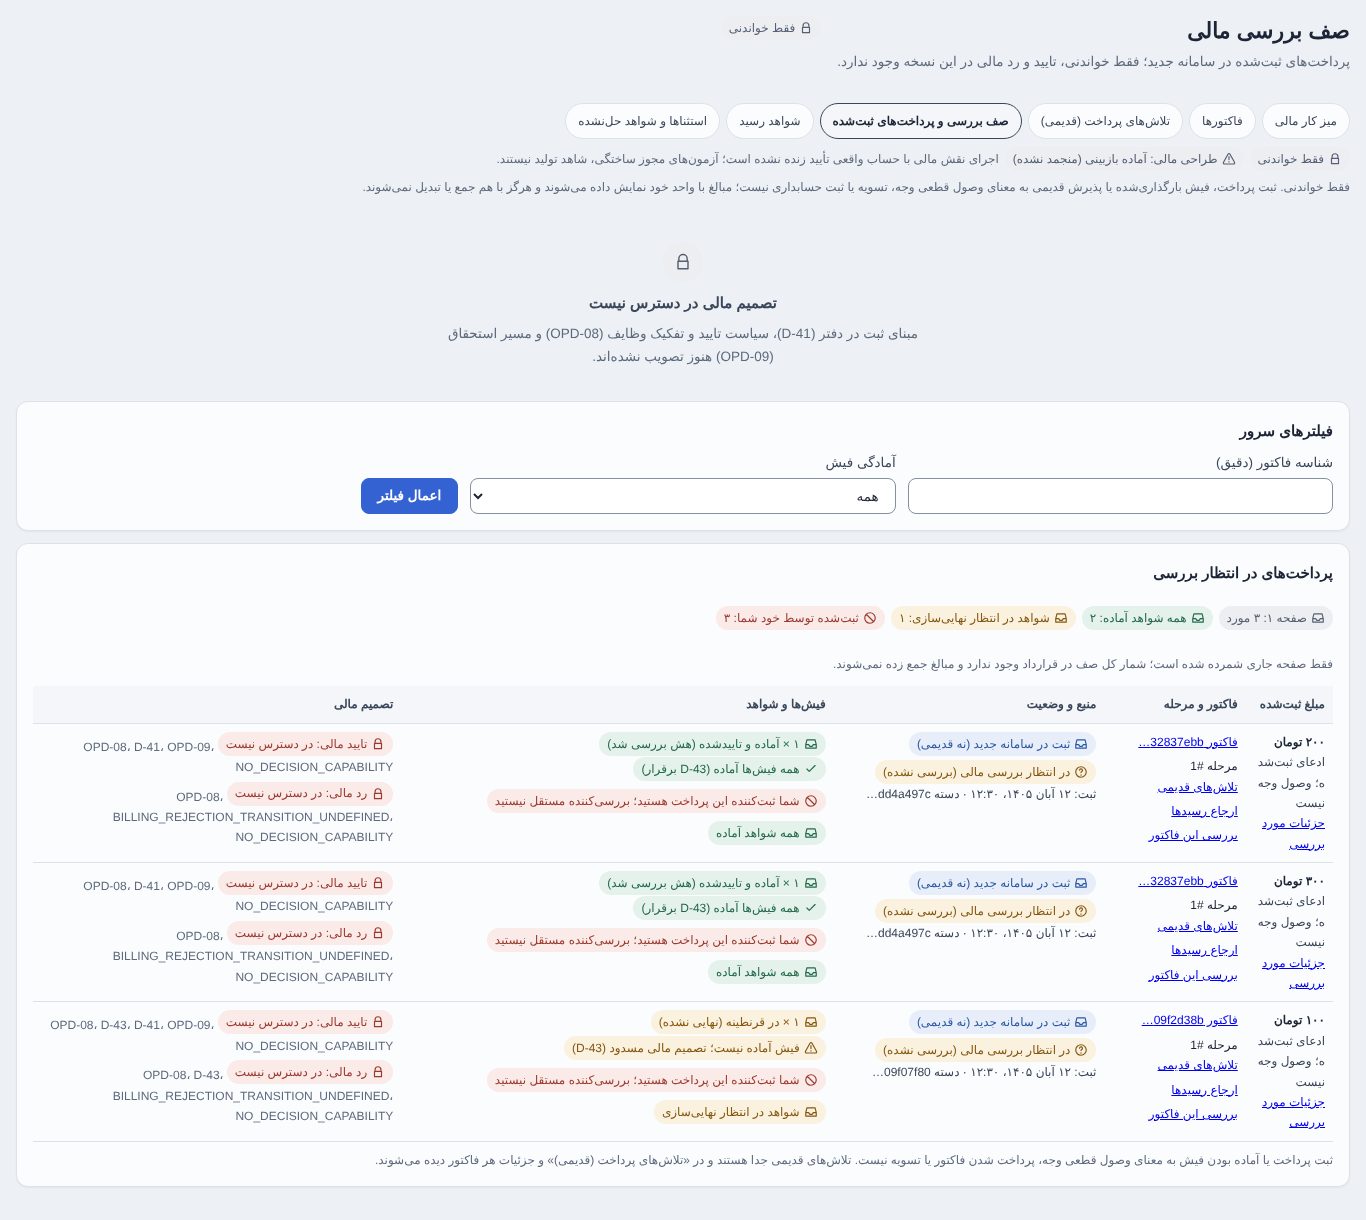 صف بررسی مالی
فقط خواندنی
پرداخت‌های ثبت‌شده در سامانه جدید؛ فقط خواندنی، تایید و رد مالی در این نسخه وجود ندارد.
میز کار مالی
فاکتورها
تلاش‌های پرداخت (قدیمی)
صف بررسی و پرداخت‌های ثبت‌شده
شواهد رسید
استثناها و شواهد حل‌نشده
فقط خواندنی
طراحی مالی: آماده بازبینی (منجمد نشده)
اجرای نقش مالی با حساب واقعی تأیید زده نشده است؛ آزمون‌های مجوز ساختگی، شاهد تولید نیستند.
فقط خواندنی. ثبت پرداخت، فیش بارگذاری‌شده یا پذیرش قدیمی به معنای وصول قطعی وجه، تسویه یا ثبت حسابداری نیست؛ مبالغ با واحد خود نمایش داده می‌شوند و هرگز با هم جمع یا تبدیل نمی‌شوند.
تصمیم مالی در دسترس نیست
مبنای ثبت در دفتر (D-41)، سیاست تایید و تفکیک وظایف (OPD-08) و مسیر استحقاق
(OPD-09) هنوز تصویب نشده‌اند.
فیلترهای سرور
شناسه فاکتور (دقیق)
آمادگی فیش
همه
اعمال فیلتر
پرداخت‌های در انتظار بررسی
صفحه ۱: ۳ مورد
همه شواهد آماده: ۲
شواهد در انتظار نهایی‌سازی: ۱
ثبت‌شده توسط خود شما: ۳
فقط صفحه جاری شمرده شده است؛ شمار کل صف در قرارداد وجود ندارد و مبالغ جمع زده نمی‌شوند.
مبلغ ثبت‌شده
فاکتور و مرحله
منبع و وضعیت
فیش‌ها و شواهد
تصمیم مالی
۲۰۰ تومان
ادعای ثبت‌شد
ه؛ وصول وجه
نیست
جزئیات مورد
بررسی
فاکتور 32837ebb…
مرحله #1
تلاش‌های قدیمی
ارجاع رسیدها
بررسی این فاکتور
ثبت در سامانه جدید (نه قدیمی)
در انتظار بررسی مالی (بررسی نشده)
ثبت: ۱۲ آبان ۱۴۰۵، ۱۲:۳۰ · دسته dd4a497c…
۱ × آماده و تاییدشده (هش بررسی شد)
همه فیش‌ها آماده (D-43 برقرار)
شما ثبت‌کننده این پرداخت هستید؛ بررسی‌کننده مستقل نیستید
همه شواهد آماده
تایید مالی: در دسترس نیست OPD-08، D-41، OPD-09،
NO_DECISION_CAPABILITY
رد مالی: در دسترس نیست OPD-08،
BILLING_REJECTION_TRANSITION_UNDEFINED،
NO_DECISION_CAPABILITY
۳۰۰ تومان
ادعای ثبت‌شد
ه؛ وصول وجه
نیست
جزئیات مورد
بررسی
فاکتور 32837ebb…
مرحله #1
تلاش‌های قدیمی
ارجاع رسیدها
بررسی این فاکتور
ثبت در سامانه جدید (نه قدیمی)
در انتظار بررسی مالی (بررسی نشده)
ثبت: ۱۲ آبان ۱۴۰۵، ۱۲:۳۰ · دسته dd4a497c…
۱ × آماده و تاییدشده (هش بررسی شد)
همه فیش‌ها آماده (D-43 برقرار)
شما ثبت‌کننده این پرداخت هستید؛ بررسی‌کننده مستقل نیستید
همه شواهد آماده
تایید مالی: در دسترس نیست OPD-08، D-41، OPD-09،
NO_DECISION_CAPABILITY
رد مالی: در دسترس نیست OPD-08،
BILLING_REJECTION_TRANSITION_UNDEFINED،
NO_DECISION_CAPABILITY
۱۰۰ تومان
ادعای ثبت‌شد
ه؛ وصول وجه
نیست
جزئیات مورد
بررسی
فاکتور 09f2d38b…
مرحله #1
تلاش‌های قدیمی
ارجاع رسیدها
بررسی این فاکتور
ثبت در سامانه جدید (نه قدیمی)
در انتظار بررسی مالی (بررسی نشده)
ثبت: ۱۲ آبان ۱۴۰۵، ۱۲:۳۰ · دسته 09f07f80…
۱ × در قرنطینه (نهایی نشده)
فیش آماده نیست؛ تصمیم مالی مسدود (D-43)
شما ثبت‌کننده این پرداخت هستید؛ بررسی‌کننده مستقل نیستید
شواهد در انتظار نهایی‌سازی
تایید مالی: در دسترس نیست OPD-08، D-43، D-41، OPD-09،
NO_DECISION_CAPABILITY
رد مالی: در دسترس نیست OPD-08، D-43،
BILLING_REJECTION_TRANSITION_UNDEFINED،
NO_DECISION_CAPABILITY
ثبت پرداخت یا آماده بودن فیش به معنای وصول قطعی وجه، پرداخت شدن فاکتور یا تسویه نیست. تلاش‌های قدیمی جدا هستند و در «تلاش‌های پرداخت (قدیمی)» و جزئیات هر فاکتور دیده می‌شوند.